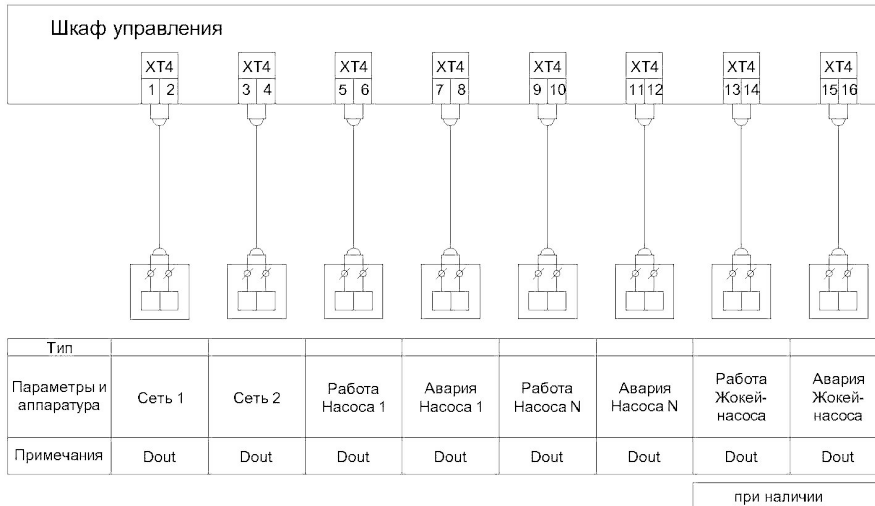 Шкаф управления
XT4 XT4 XT4 XT4 XT4 XT4 XT4 XT4
1 2 3 4 5 6 7 8 9 10 11 12 13 14 15 16
Тип
Параметры и аппаратура
Сеть 1
Сеть 2
Работа
Насоса 1
Авария
Насоса 1
Работа
Насоса N
Авария
Насоса N
Работа
Жокей-
насоса
Авария
Жокей-
насоса
Примечания Dout Dout Dout Dout Dout Dout Dout Dout
при наличии